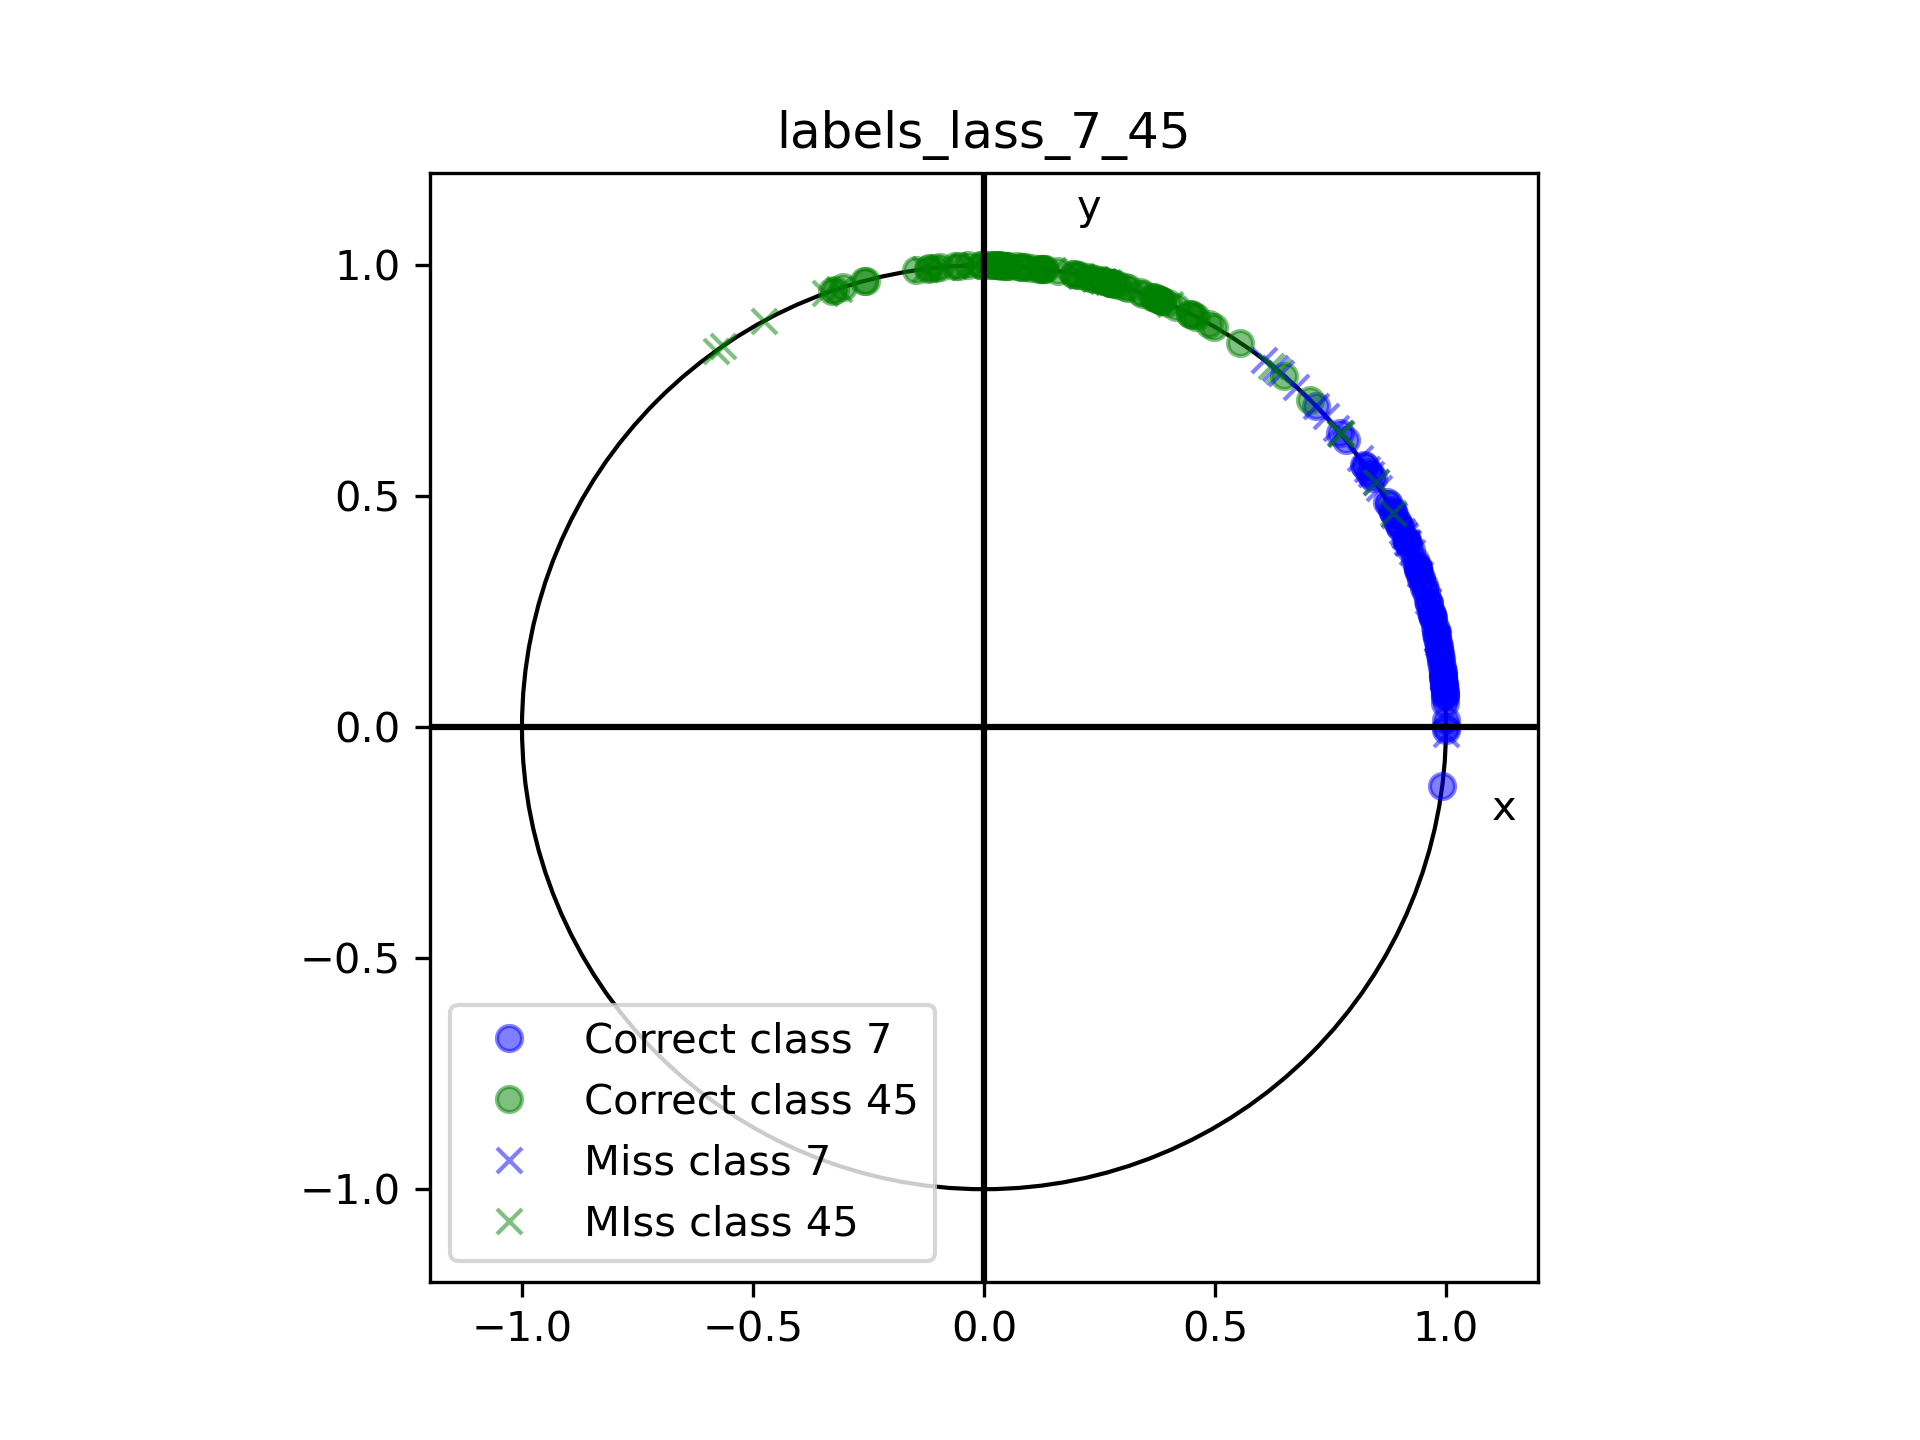 labels_lass_7_45
y
1.0
0.5
0.0
−0.5
−1.0
x
Correct class 7
Correct class 45
Miss class 7
MIss class 45
−1.0 −0.5 0.0 0.5 1.0